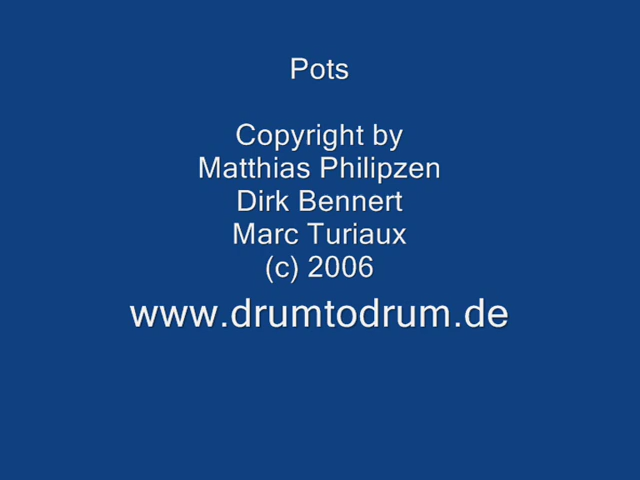 Pots
Copyright by
Matthias Philipzen
Dirk Bennert
Marc Turiaux
(c) 2006
www.drumtodrum.de